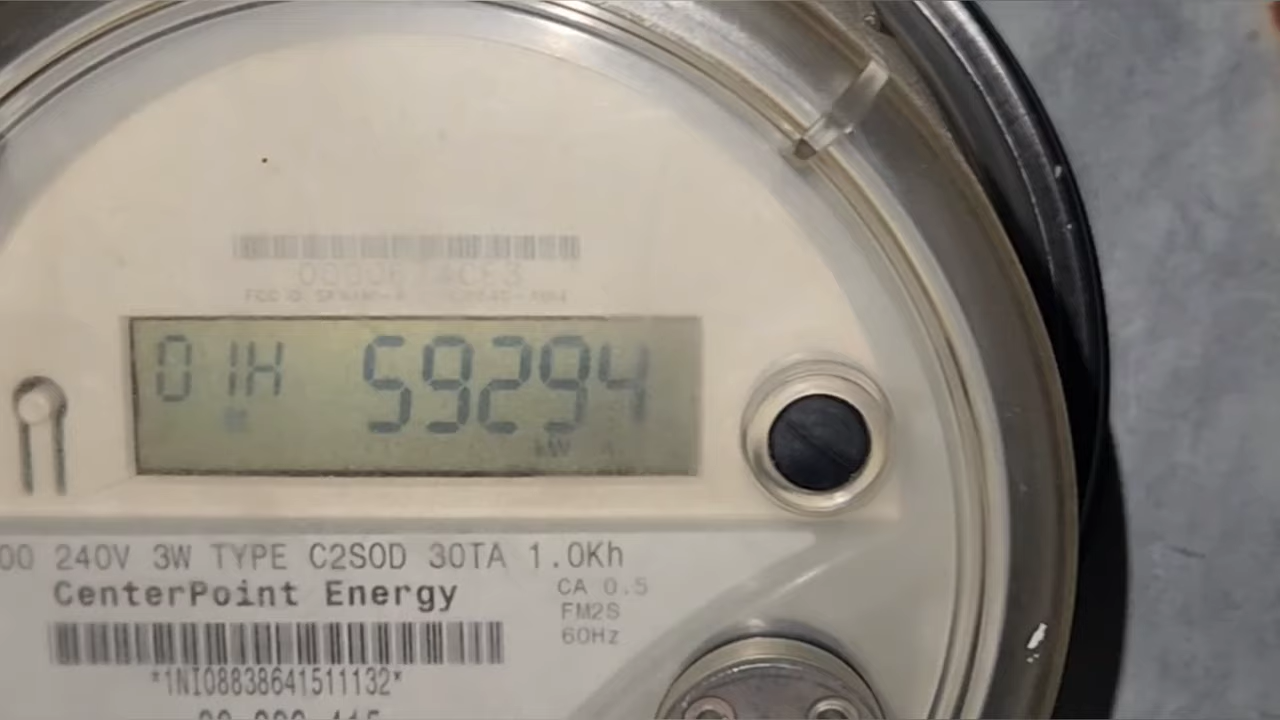 01H 59294
kW
00 240V 3W TYPE C2SOD 30TA 1.0Kh
CenterPoint Energy
CA 0.5
FM2S
60Hz
*1NI08838641511132*